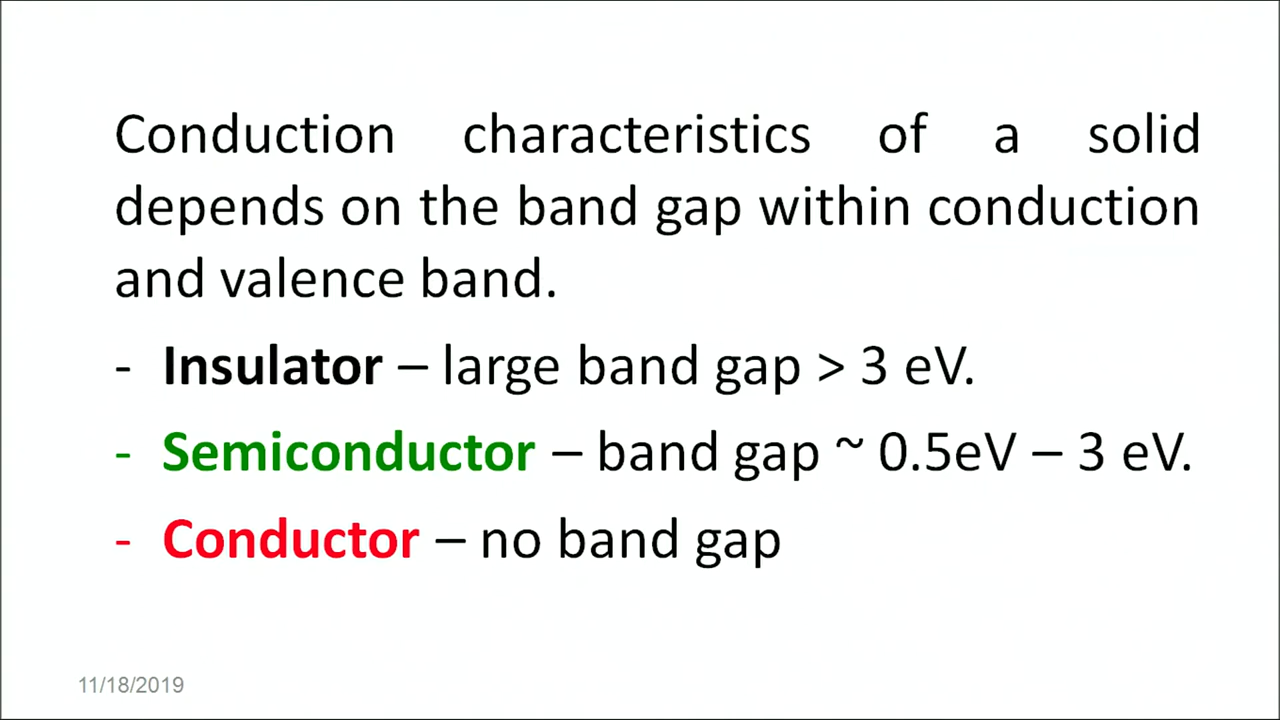 Conduction characteristics of a solid
depends on the band gap within conduction
and valence band.
- Insulator – large band gap > 3 eV.
- Semiconductor – band gap ~ 0.5eV – 3 eV.
- Conductor – no band gap
11/18/2019